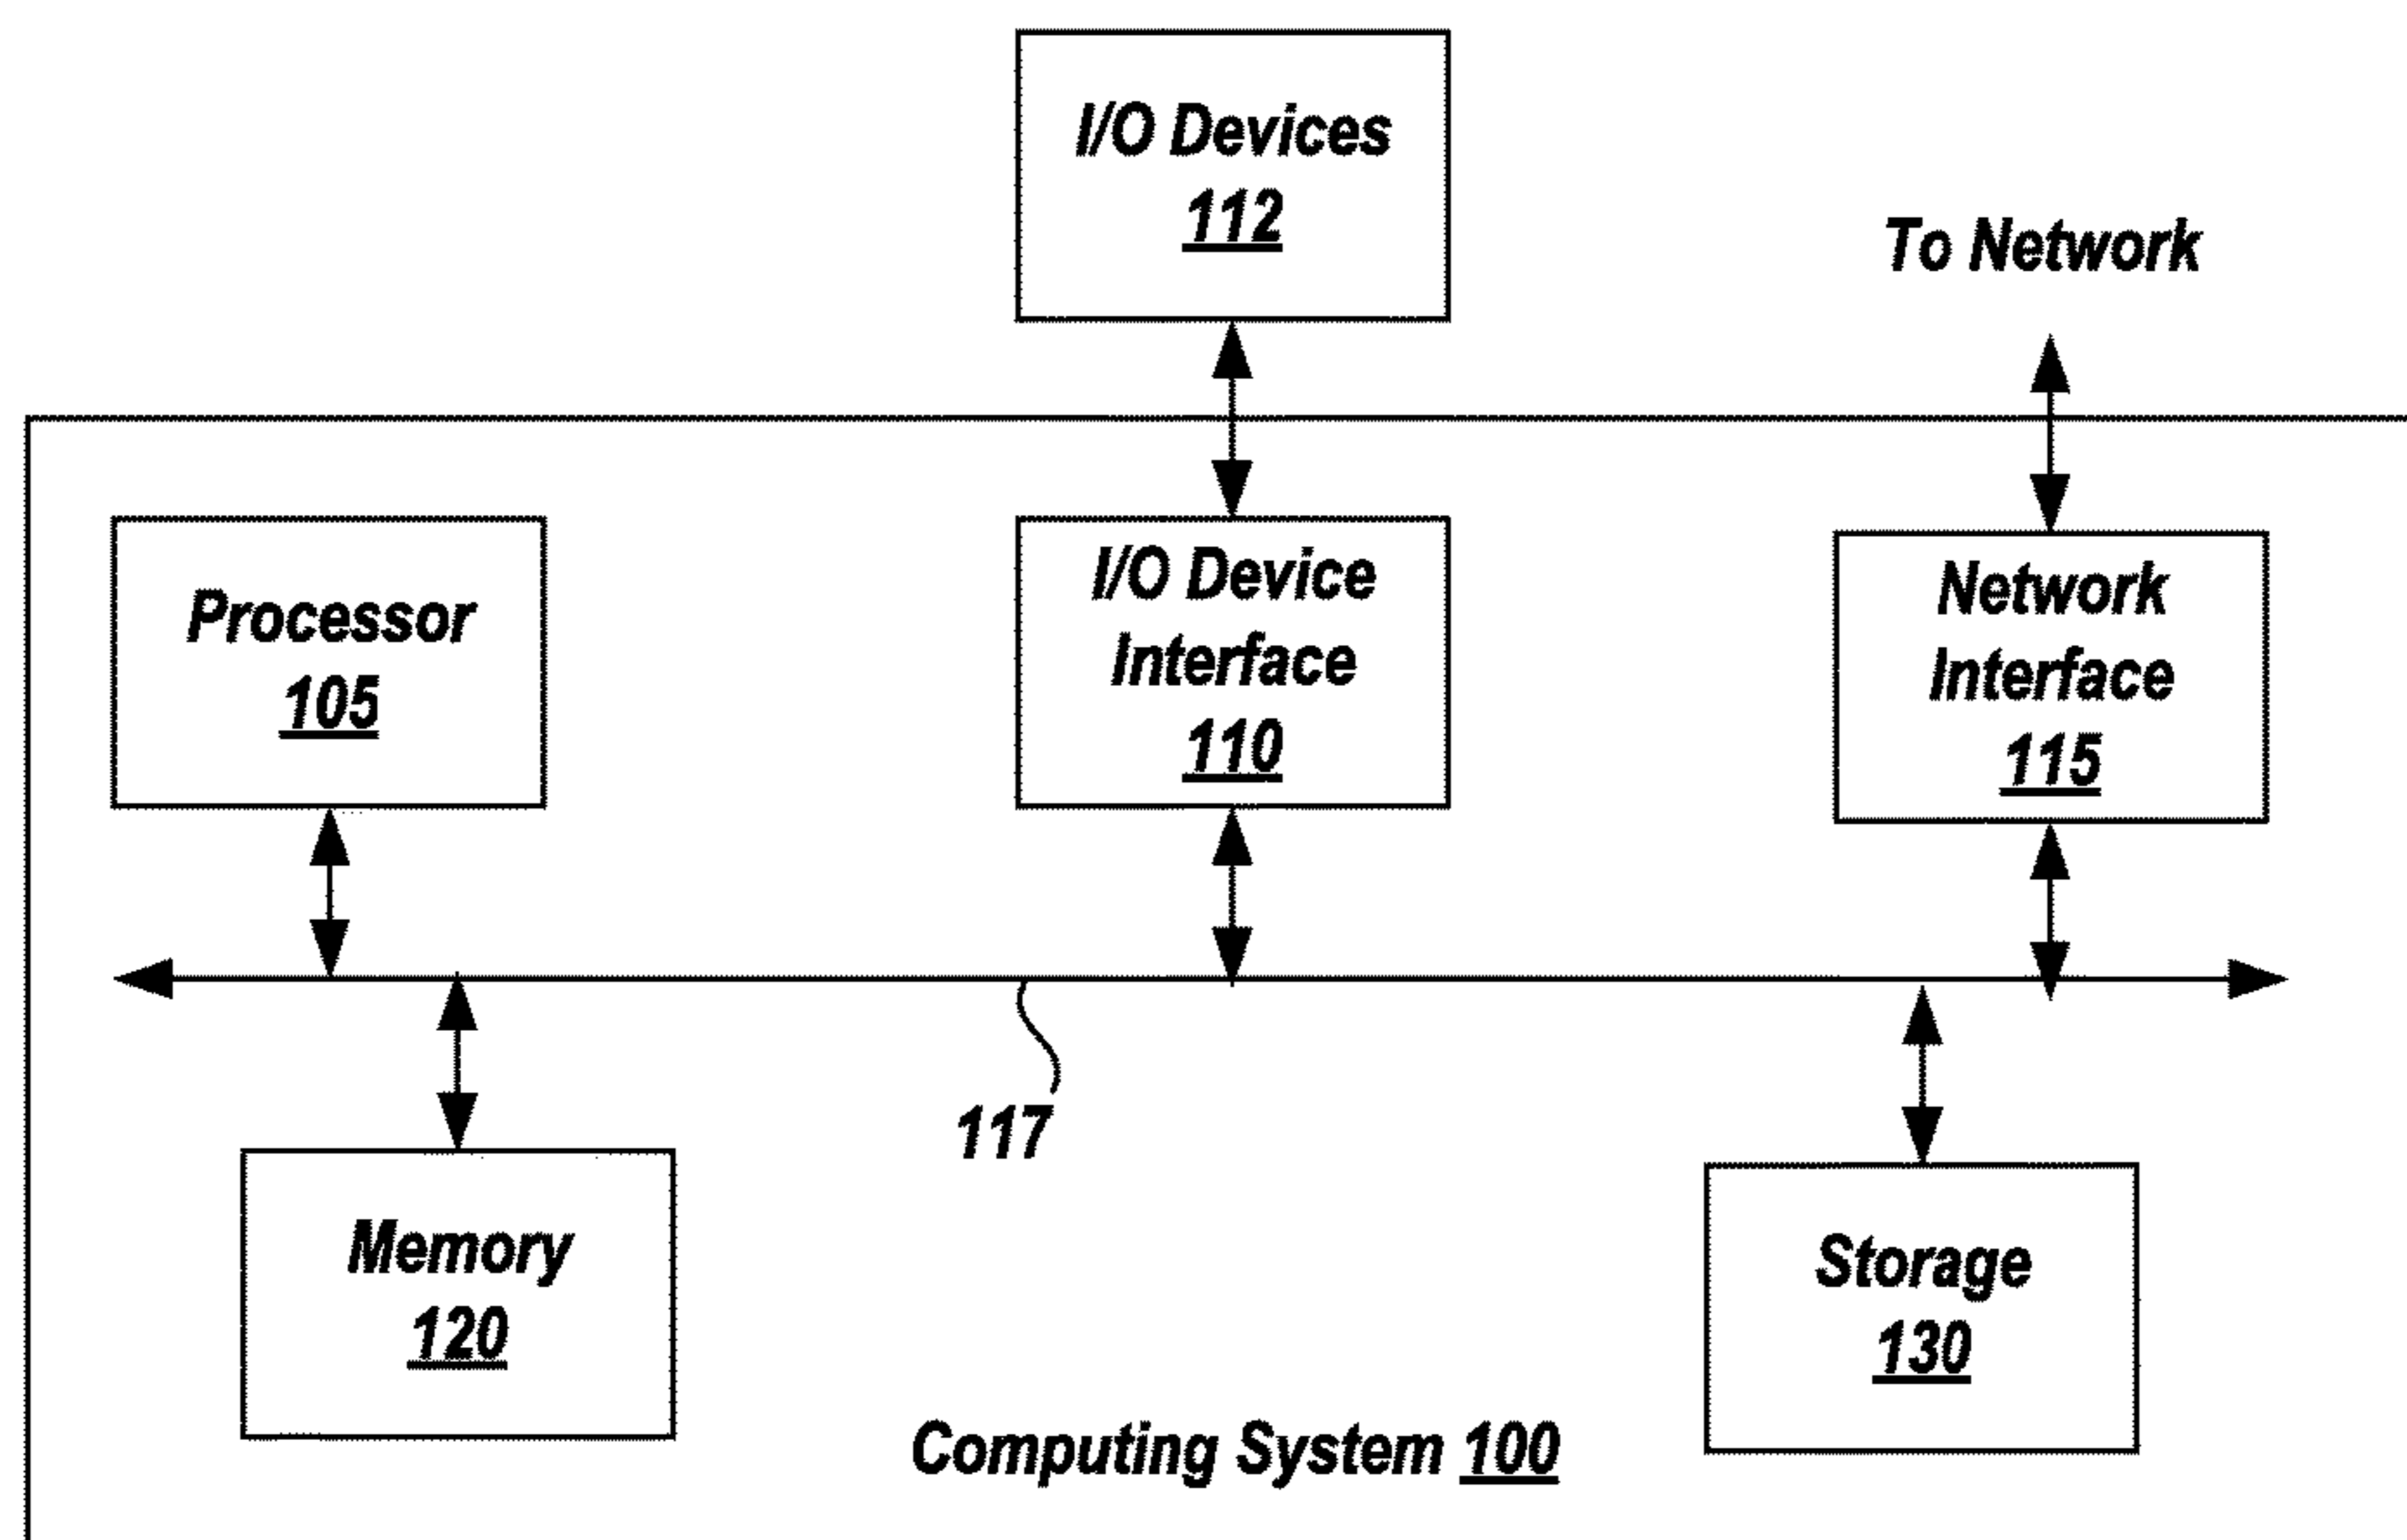 I/O Devices
112
To Network
Processor
105
I/O Device
Interface
110
Network
Interface
115
117
Memory
120
Storage
130
Computing System 100